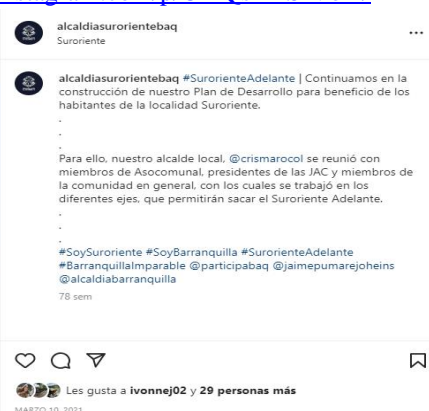 alcaldiasurorientebaq
Suroriente
alcaldiasurorientebaq #SurorienteAdelante | Continuamos en la
construcción de nuestro Plan de Desarrollo para beneficio de los
habitantes de la localidad Suroriente.
.
.
.
Para ello, nuestro alcalde local, @crismarocol se reunió con
miembros de Asocomunal, presidentes de las JAC y miembros de
la comunidad en general, con los cuales se trabajó en los
diferentes ejes, que permitirán sacar el Suroriente Adelante.
.
.
.
#SoySuroriente #SoyBarranquilla #SurorienteAdelante
#BarranquillaImparable @participabaq @jaimepumarejoheins
@alcaldiabarranquilla
78 sem
Les gusta a ivonnej02 y 29 personas más
MARZO 10, 2021